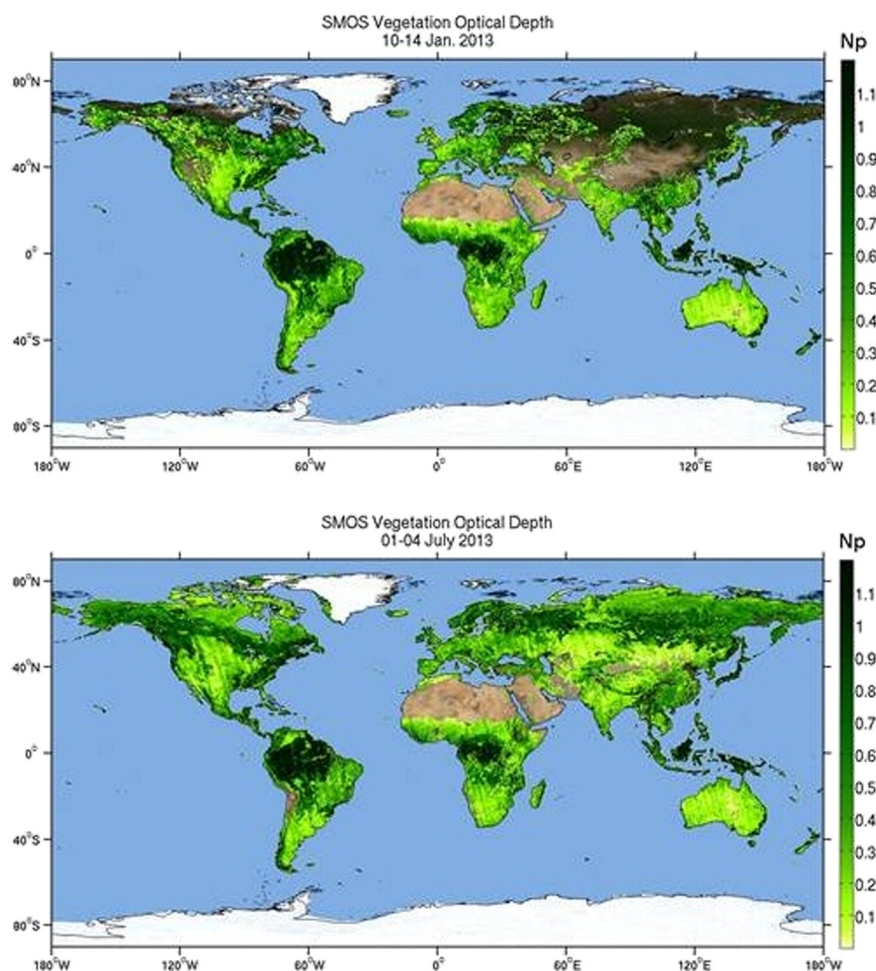 SMOS Vegetation Optical Depth
10-14 Jan. 2013
Np
80°N
40°N
0°
40°S
80°S
180°W
120°W
60°W
0°
60°E
120°E
180°W
1.1
1
0.9
0.8
0.7
0.6
0.5
0.4
0.3
0.2
0.1
SMOS Vegetation Optical Depth
01-04 July 2013
Np
80°N
40°N
0°
40°S
80°S
180°W
120°W
60°W
0°
60°E
120°E
180°W
1.1
1
0.9
0.8
0.7
0.6
0.5
0.4
0.3
0.2
0.1